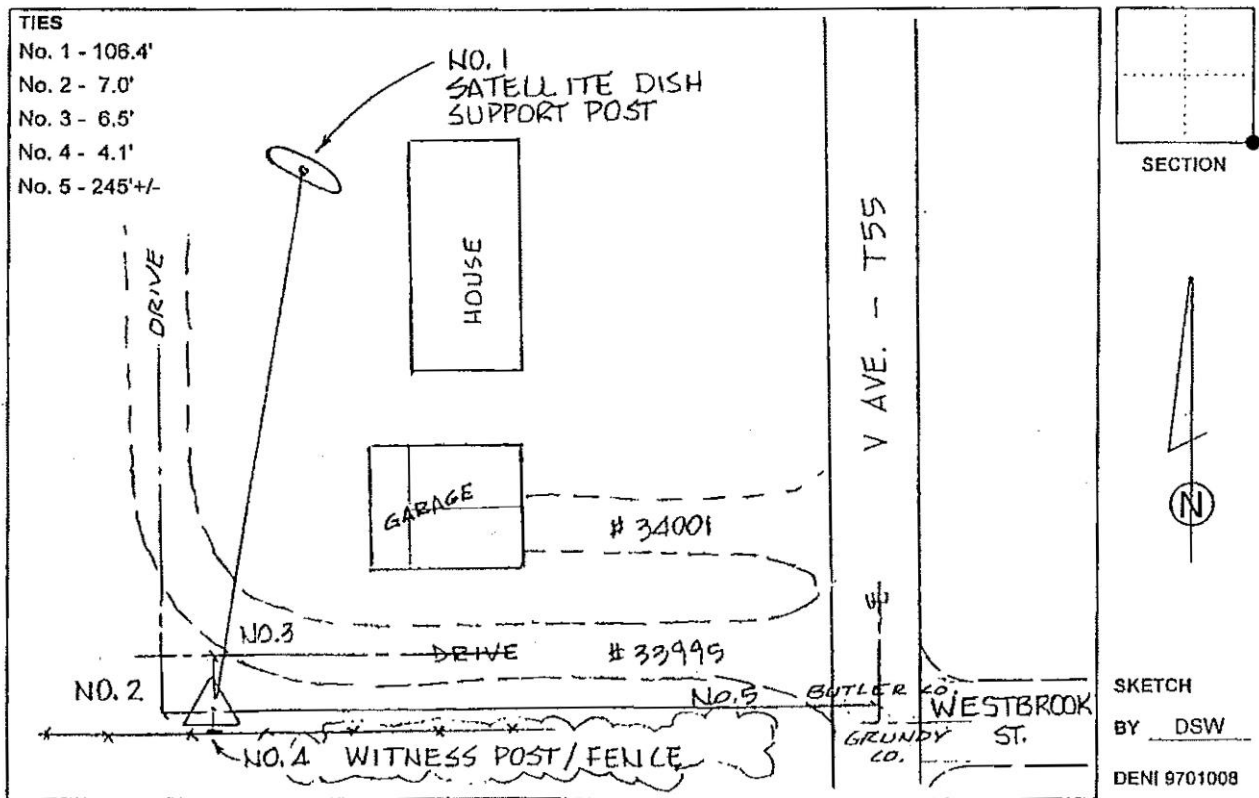 TIES
No. 1 - 106.4'
No. 2 - 7.0'
No. 3 - 6.5'
No. 4 - 4.1'
No. 5 - 245'+/-
NO. 1
SATELLITE DISH
SUPPORT POST
SECTION
DRIVE
HOUSE
V AVE. - T55
GARAGE
# 34001
N
NO.3
DRIVE # 33995
NO. 2
No.5
BUTLER CO.
GRUNDY CO.
WESTBROOK ST.
NO. 4 WITNESS POST/FENCE
SKETCH
BY DSW
DENI 9701008